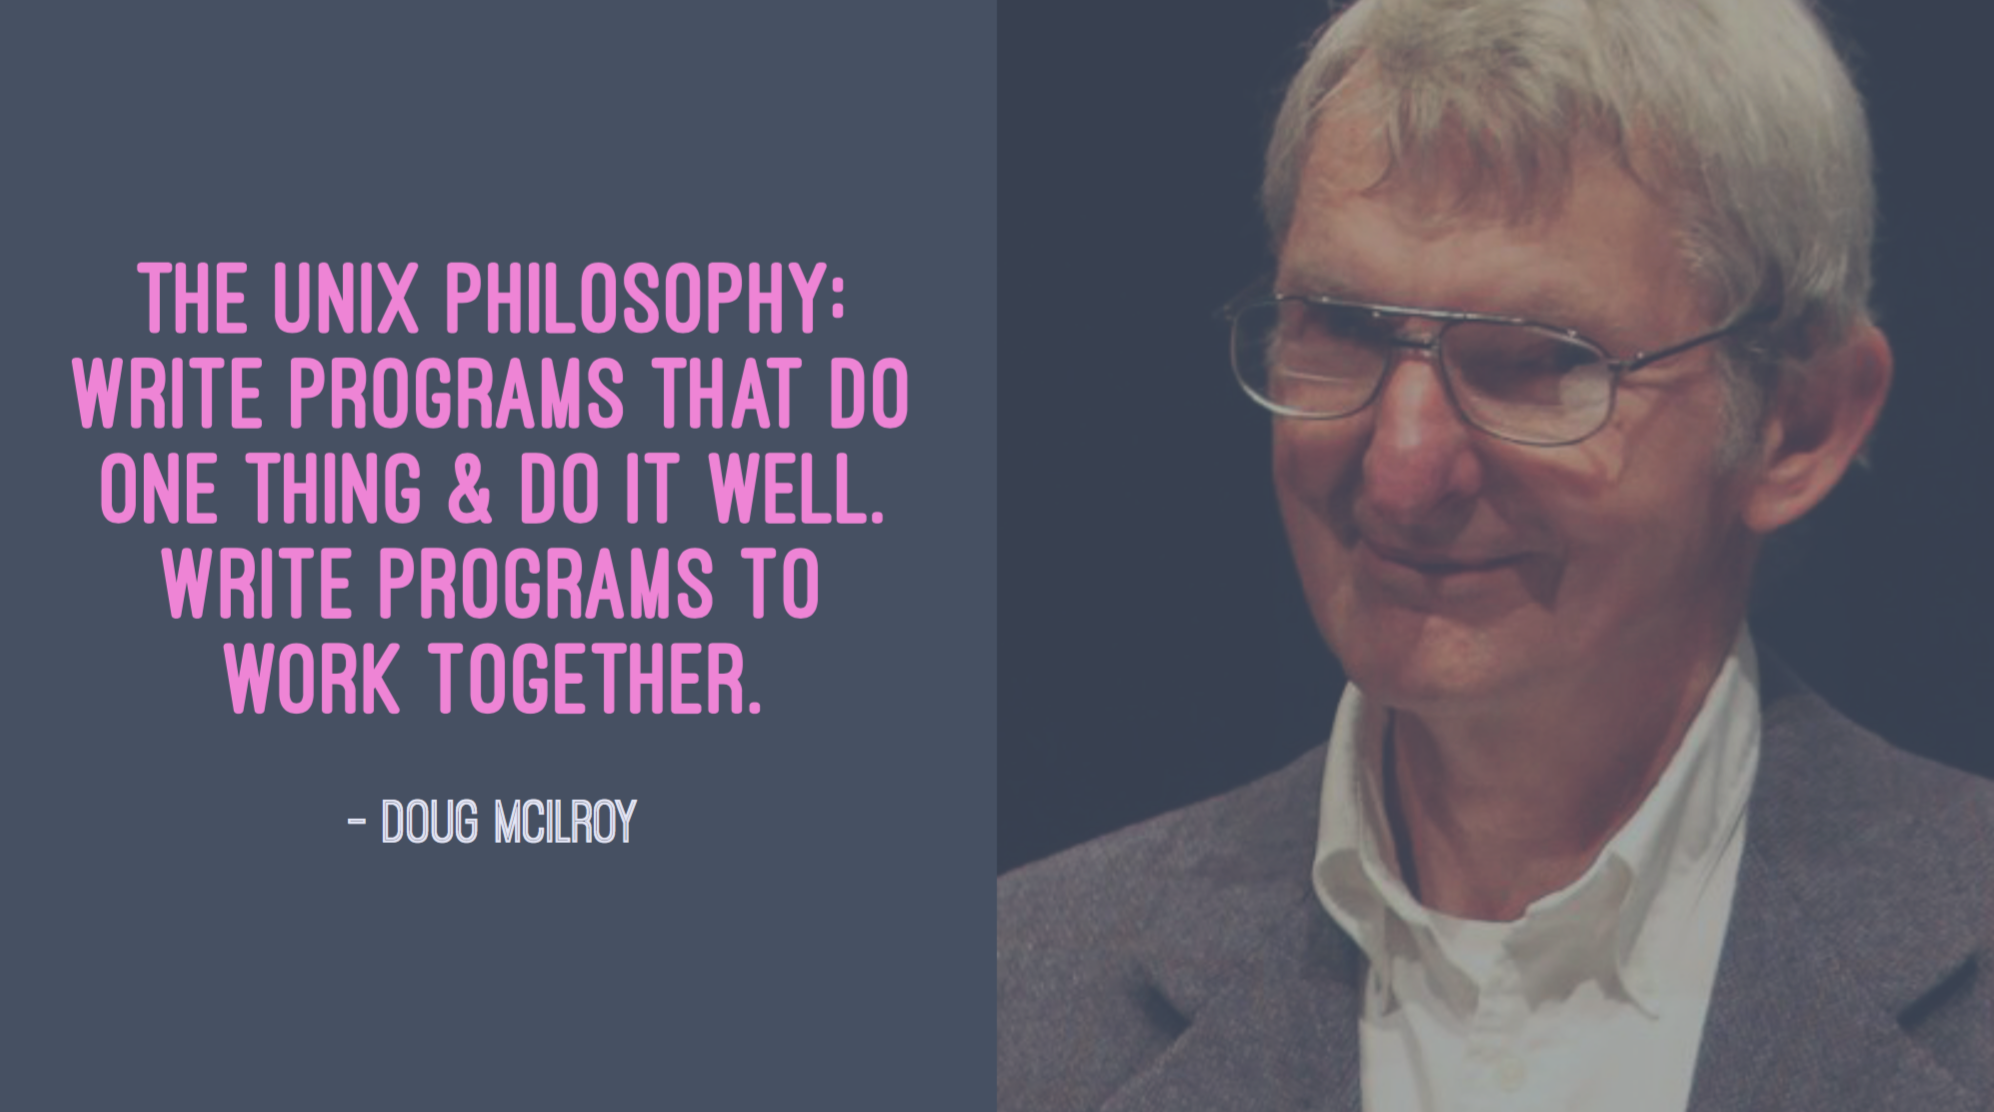 THE UNIX PHILOSOPHY:
WRITE PROGRAMS THAT DO
ONE THING & DO IT WELL.
WRITE PROGRAMS TO
WORK TOGETHER.
- DOUG MCILROY